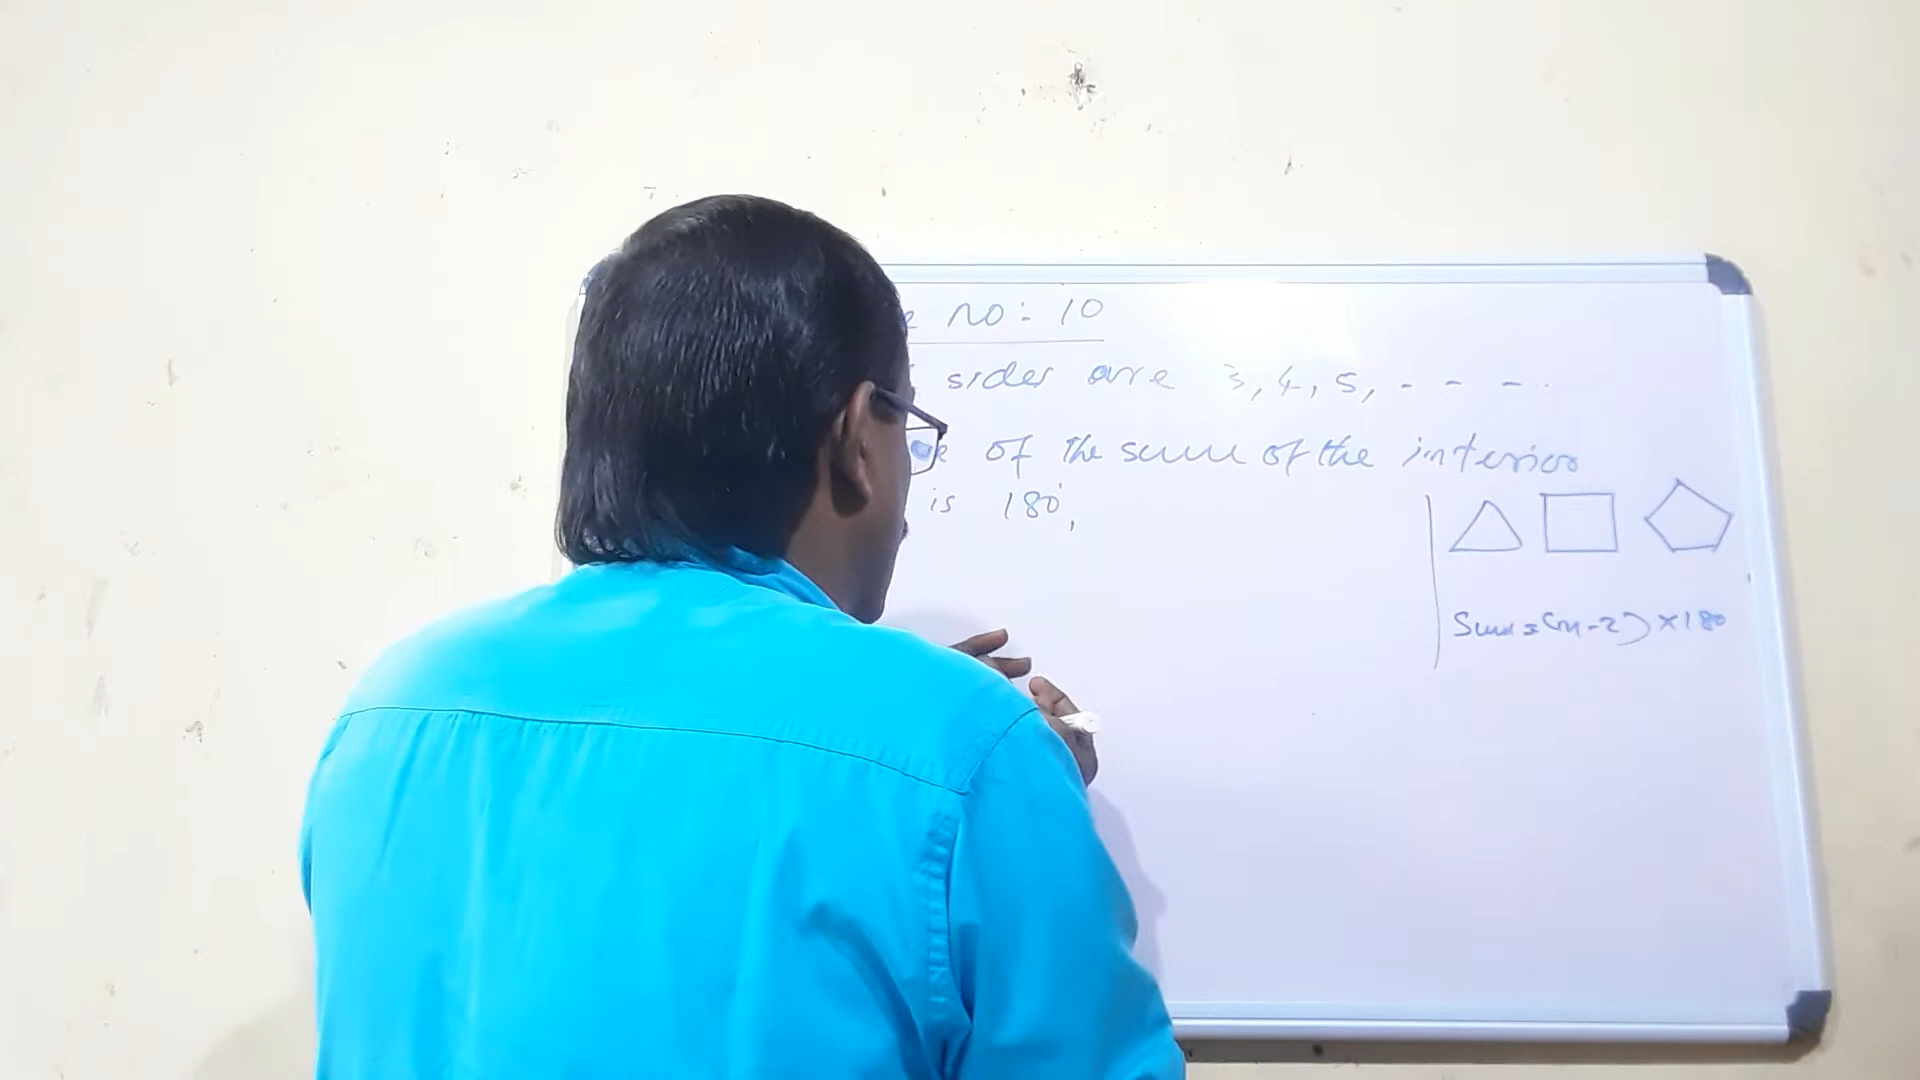 no: 10
sides are 3, 4, 5, - - - .
of the sum of the interior
is 180,
Sum = (n-2) × 180